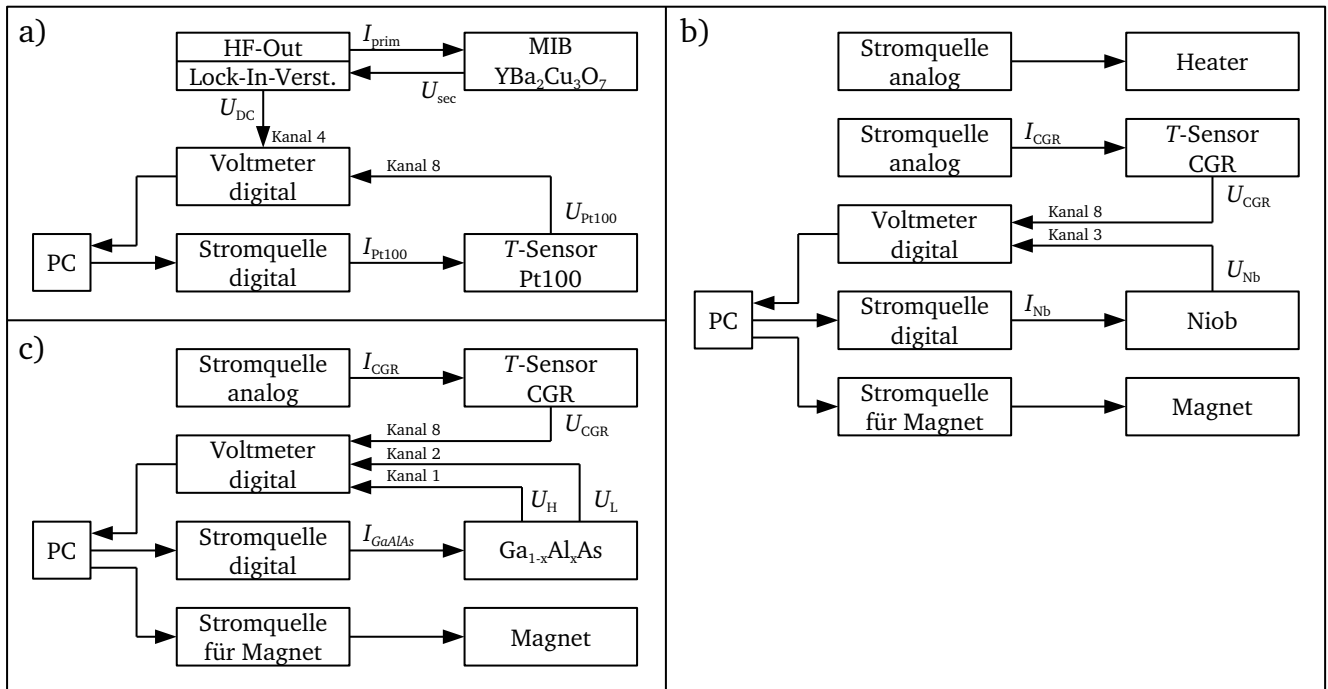 a)
HF-Out
Lock-In-Verst.
I_prim
U_sec
MIB
YBa₂Cu₃O₇
U_DC
Kanal 4
Voltmeter
digital
Kanal 8
U_Pt100
PC
Stromquelle
digital
I_Pt100
T-Sensor
Pt100
b)
Stromquelle
analog
Heater
Stromquelle
analog
I_CGR
T-Sensor
CGR
U_CGR
Voltmeter
digital
Kanal 8
Kanal 3
U_Nb
PC
Stromquelle
digital
I_Nb
Niob
Stromquelle
für Magnet
Magnet
c)
Stromquelle
analog
I_CGR
T-Sensor
CGR
U_CGR
Voltmeter
digital
Kanal 8
Kanal 2
Kanal 1
U_H
U_L
PC
Stromquelle
digital
I_GaAlAs
Ga₁₋ₓAlₓAs
Stromquelle
für Magnet
Magnet